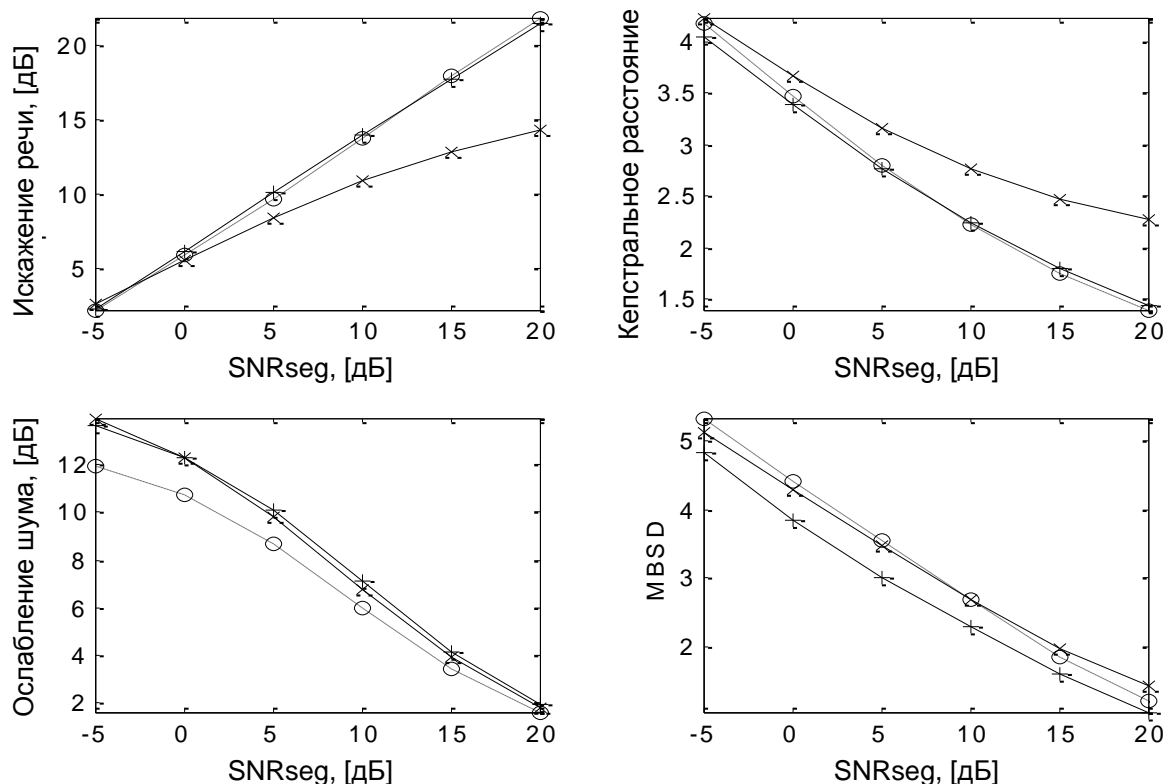 Искажение речи, [дБ]
20
15
10
5
-5 0 5 10 15 20
SNRseg, [дБ]
Кепстральное расстояние
4
3.5
3
2.5
2
1.5
-5 0 5 10 15 20
SNRseg, [дБ]
Ослабление шума, [дБ]
12
10
8
6
4
2
-5 0 5 10 15 20
SNRseg, [дБ]
MBSD
5
4
3
2
-5 0 5 10 15 20
SNRseg, [дБ]